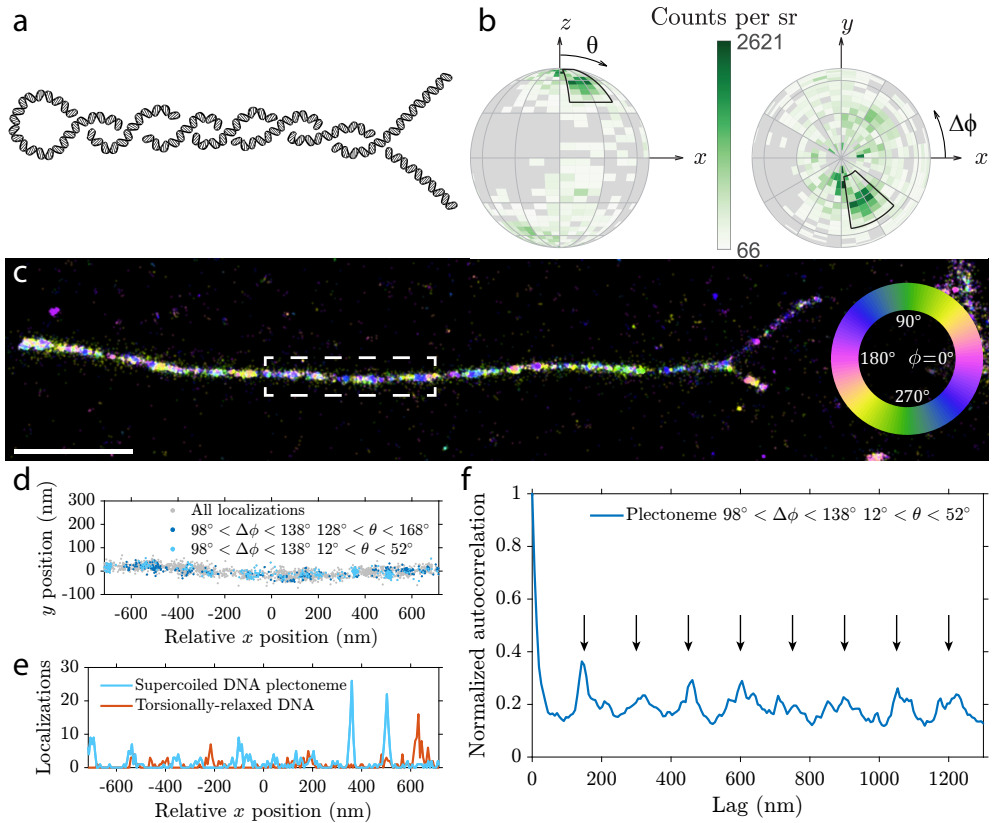 a
b
Counts per sr
z
θ
x
2621
66
y
Δϕ
x
c
90°
180° ϕ=0°
270°
d
y position (nm)
300
200
100
0
-100
All localizations
98° < Δϕ < 138° 128° < θ < 168°
98° < Δϕ < 138° 12° < θ < 52°
-600 -400 -200 0 200 400 600
Relative x position (nm)
e
Localizations
30
20
10
0
Supercoiled DNA plectoneme
Torsionally-relaxed DNA
-600 -400 -200 0 200 400 600
Relative x position (nm)
f
Normalized autocorrelation
1
0.8
0.6
0.4
0.2
0
Plectoneme 98° < Δϕ < 138° 12° < θ < 52°
0 200 400 600 800 1000 1200
Lag (nm)